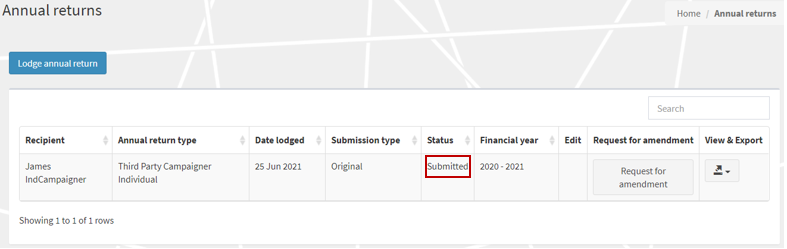 Annual returns
Home / Annual returns
Lodge annual return
Search
Recipient Annual return type Date lodged Submission type Status Financial year Edit Request for amendment View & Export
James Third Party Campaigner 25 Jun 2021 Original Submitted 2020 - 2021 Request for
IndCampaigner Individual amendment
Showing 1 to 1 of 1 rows